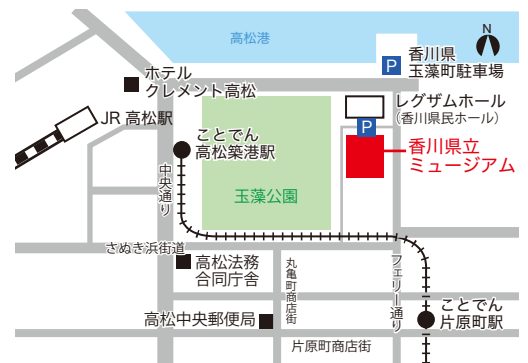 高松港
N
P
香川県
玉藻町駐車場
ホテル
クレメント高松
レグザムホール
（香川県民ホール）
P
JR 高松駅
ことでん
高松築港駅
香川県立
ミュージアム
中央通り
玉藻公園
さぬき浜街道
高松法務
合同庁舎
丸亀町商店街
フェリー通り
ことでん
片原町駅
高松中央郵便局
片原町商店街